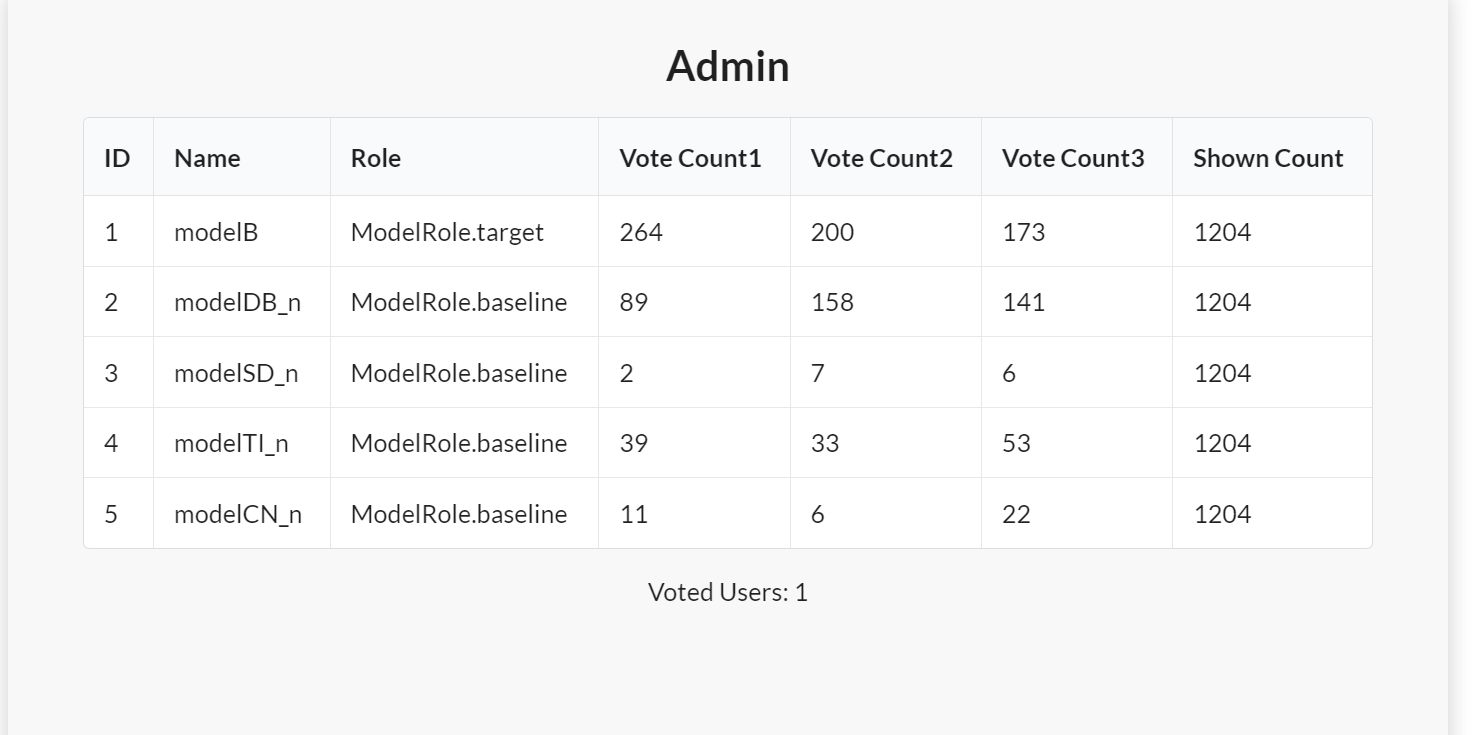 Admin
ID Name Role Vote Count1 Vote Count2 Vote Count3 Shown Count
1 modelB ModelRole.target 264 200 173 1204
2 modelDB_n ModelRole.baseline 89 158 141 1204
3 modelSD_n ModelRole.baseline 2 7 6 1204
4 modelTI_n ModelRole.baseline 39 33 53 1204
5 modelCN_n ModelRole.baseline 11 6 22 1204
Voted Users: 1